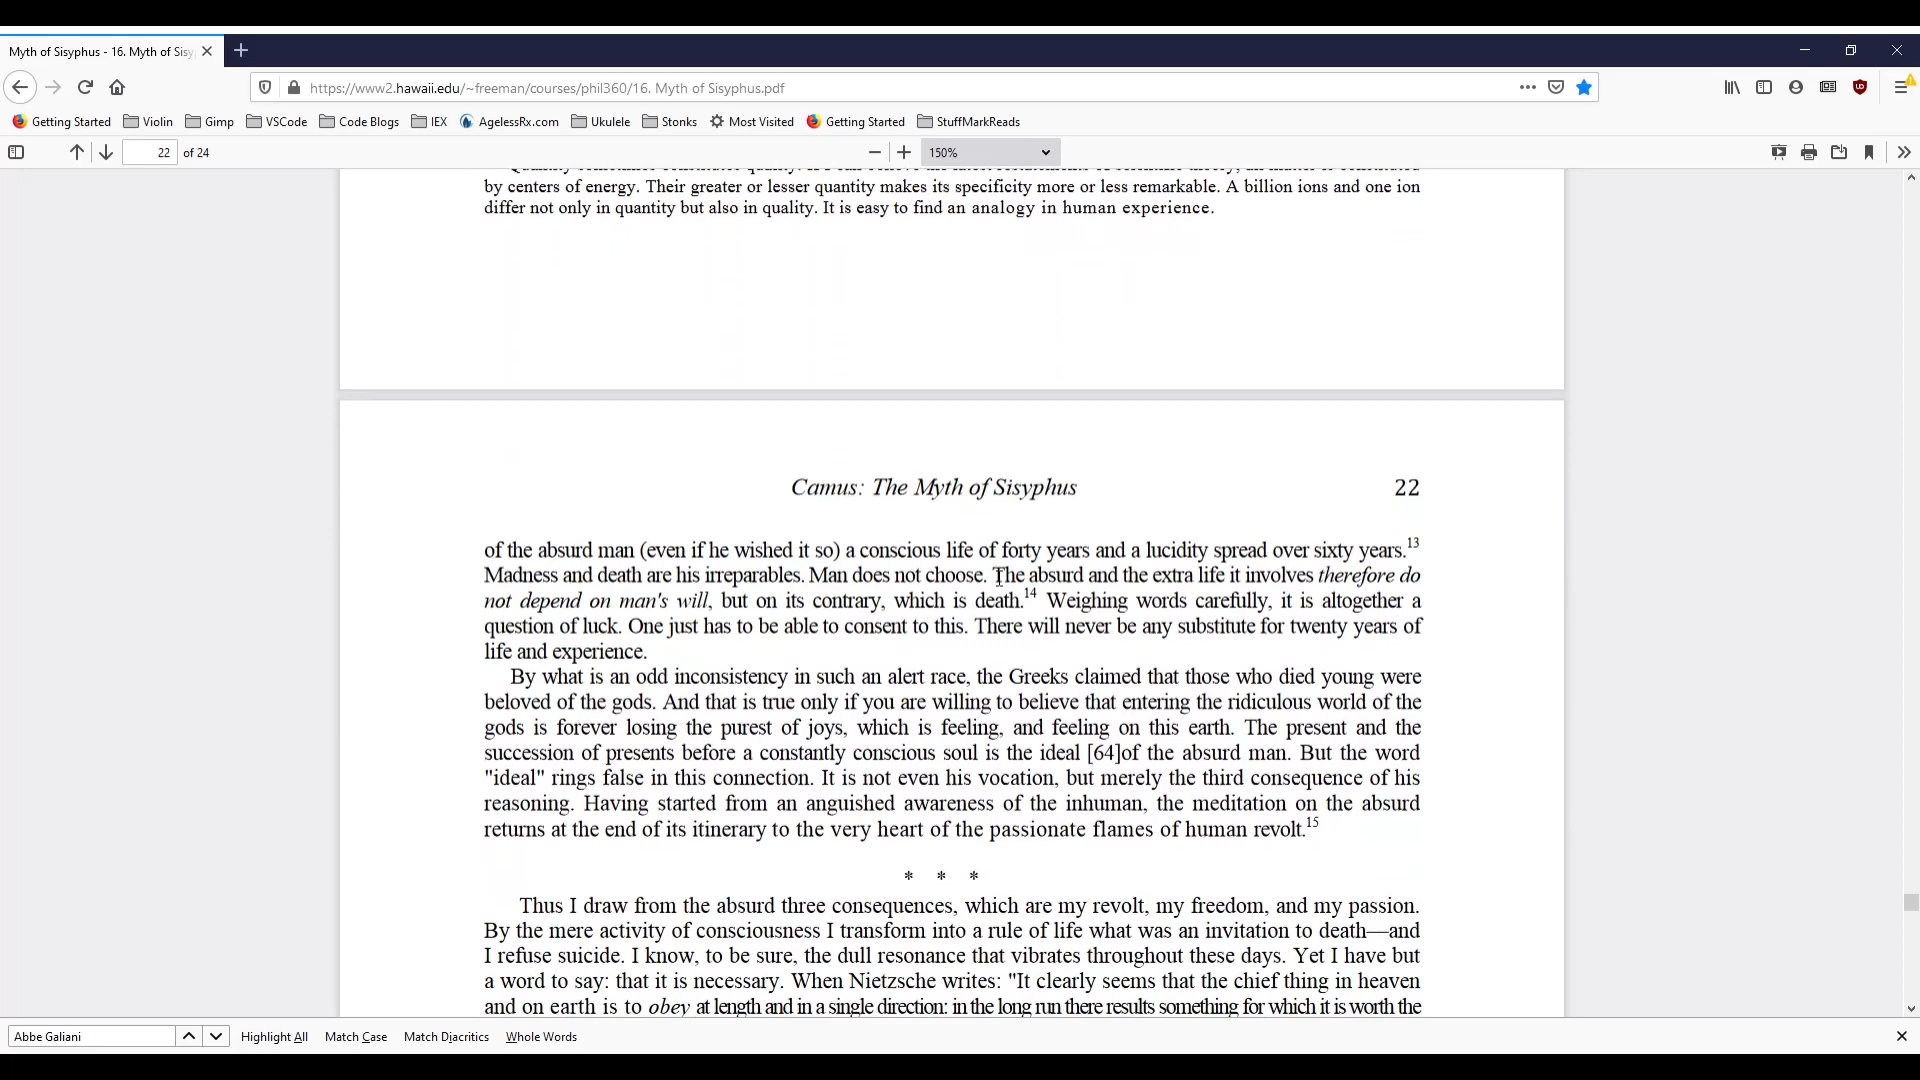 Myth of Sisyphus - 16. Myth of Sisy
https://www2.hawaii.edu/~freeman/courses/phil360/16. Myth of Sisyphus.pdf
Getting Started Violin Gimp VSCode Code Blogs IEX AgelessRx.com Ukulele Stonks Most Visited Getting Started StuffMarkReads
22 of 24 150%
by centers of energy. Their greater or lesser quantity makes its specificity more or less remarkable. A billion ions and one ion
differ not only in quantity but also in quality. It is easy to find an analogy in human experience.
Camus: The Myth of Sisyphus 22
of the absurd man (even if he wished it so) a conscious life of forty years and a lucidity spread over sixty years.13
Madness and death are his irreparables. Man does not choose. The absurd and the extra life it involves therefore do
not depend on man's will, but on its contrary, which is death.14 Weighing words carefully, it is altogether a
question of luck. One just has to be able to consent to this. There will never be any substitute for twenty years of
life and experience.
By what is an odd inconsistency in such an alert race, the Greeks claimed that those who died young were
beloved of the gods. And that is true only if you are willing to believe that entering the ridiculous world of the
gods is forever losing the purest of joys, which is feeling, and feeling on this earth. The present and the
succession of presents before a constantly conscious soul is the ideal [64]of the absurd man. But the word
"ideal" rings false in this connection. It is not even his vocation, but merely the third consequence of his
reasoning. Having started from an anguished awareness of the inhuman, the meditation on the absurd
returns at the end of its itinerary to the very heart of the passionate flames of human revolt.15
* * *
Thus I draw from the absurd three consequences, which are my revolt, my freedom, and my passion.
By the mere activity of consciousness I transform into a rule of life what was an invitation to death—and
I refuse suicide. I know, to be sure, the dull resonance that vibrates throughout these days. Yet I have but
a word to say: that it is necessary. When Nietzsche writes: "It clearly seems that the chief thing in heaven
and on earth is to obey at length and in a single direction: in the long run there results something for which it is worth the
Abbe Galiani Highlight All Match Case Match Diacritics Whole Words